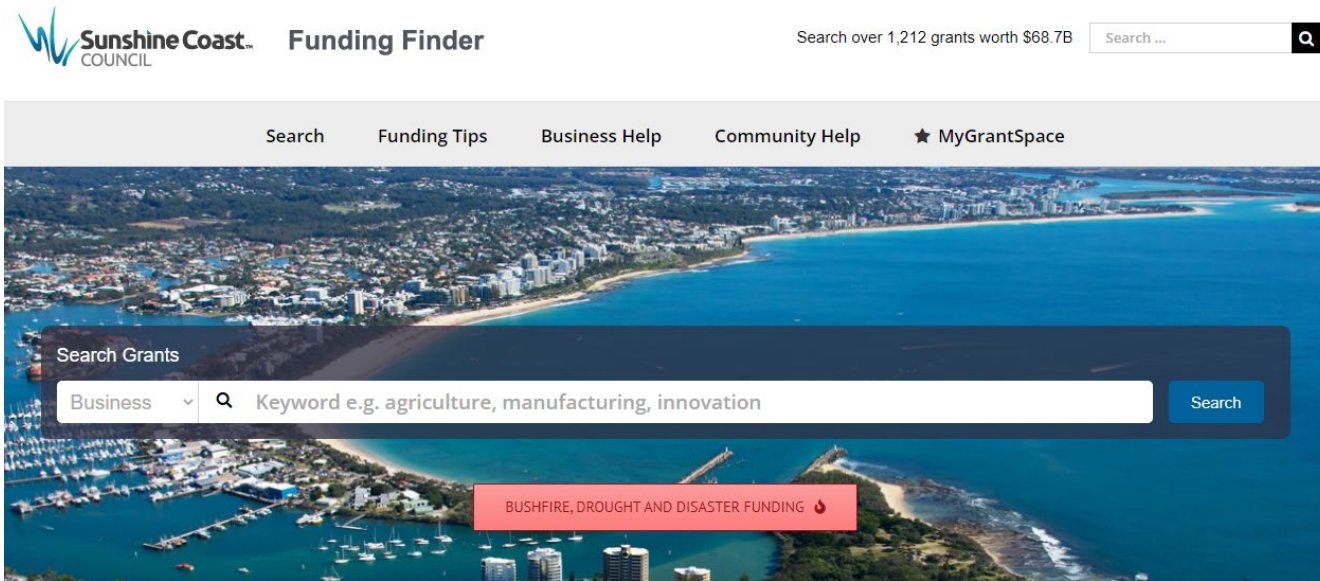 Sunshine Coast™
COUNCIL
Funding Finder
Search over 1,212 grants worth $68.7B
Search ...
Search
Funding Tips
Business Help
Community Help
MyGrantSpace
Search Grants
Business
Keyword e.g. agriculture, manufacturing, innovation
Search
BUSHFIRE, DROUGHT AND DISASTER FUNDING